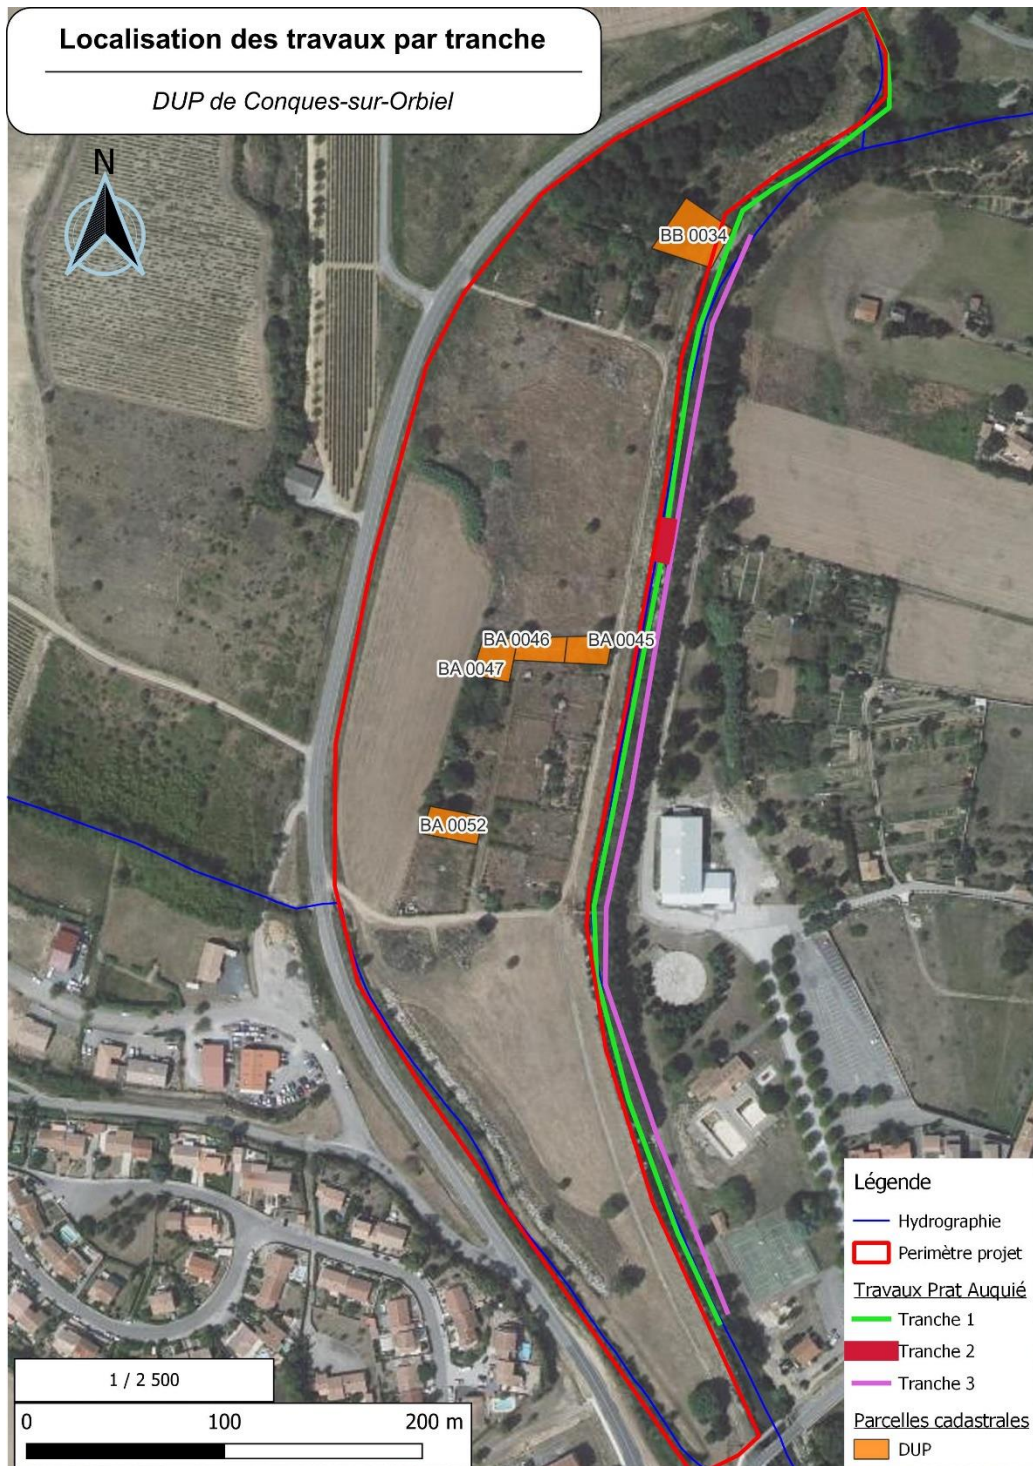 Localisation des travaux par tranche
DUP de Conques-sur-Orbiel
N
BB 0034
BA 0046
BA 0045
BA 0047
BA 0052
Légende
Hydrographie
Perimètre projet
Travaux Prat Auquié
Tranche 1
Tranche 2
Tranche 3
Parcelles cadastrales
DUP
1 / 2 500
0 100 200 m